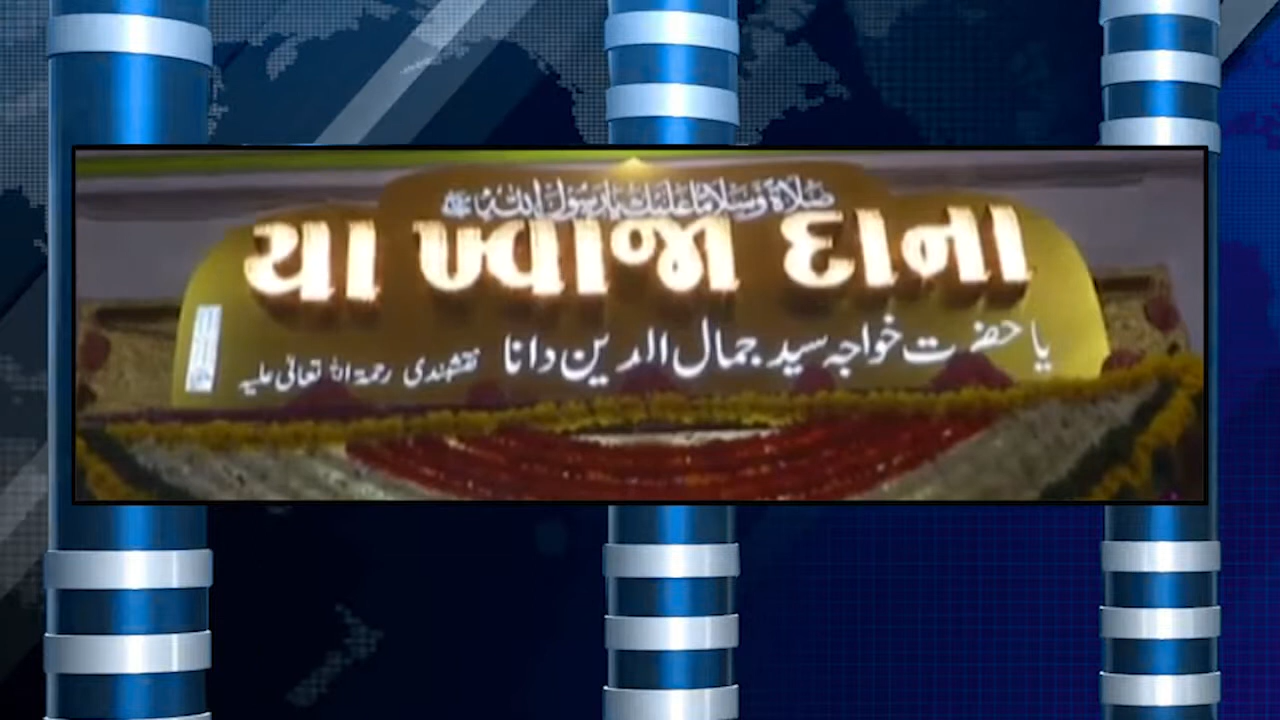 صلاۃ وسلاما علیک یارسول اللہ ﷺ
યા ખ્વાજા દાના
یا حضرت خواجہ سید جمال الدین دانا نقشبندی رحمۃ اللہ تعالیٰ علیہ